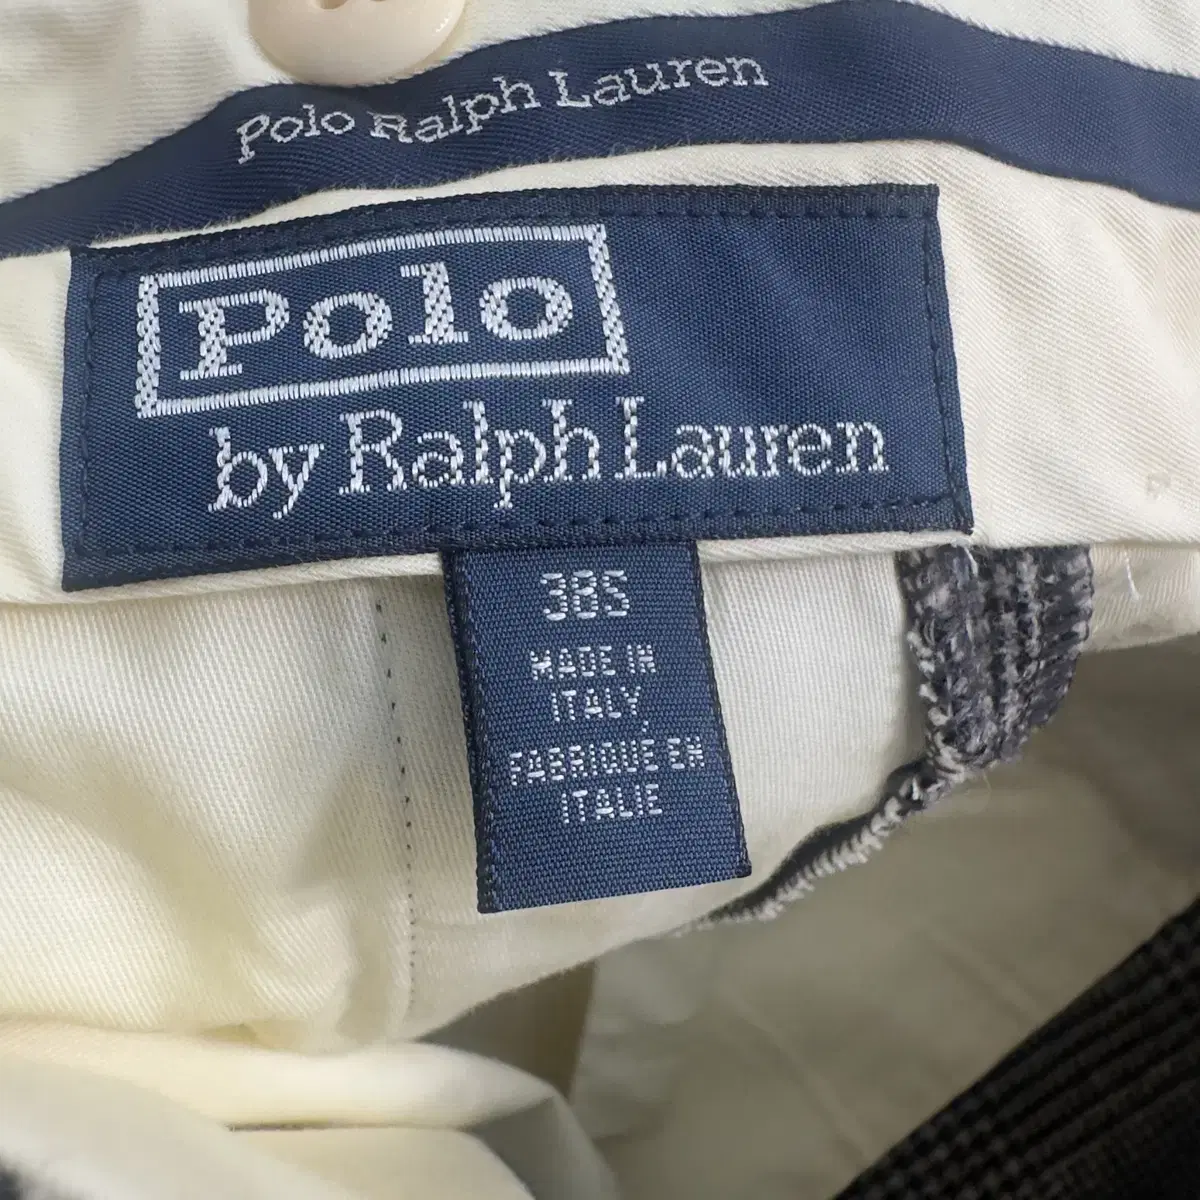 Polo Ralph Lauren
Polo
by Ralph Lauren
38S
MADE IN
ITALY
FABRIQUE EN
ITALIE